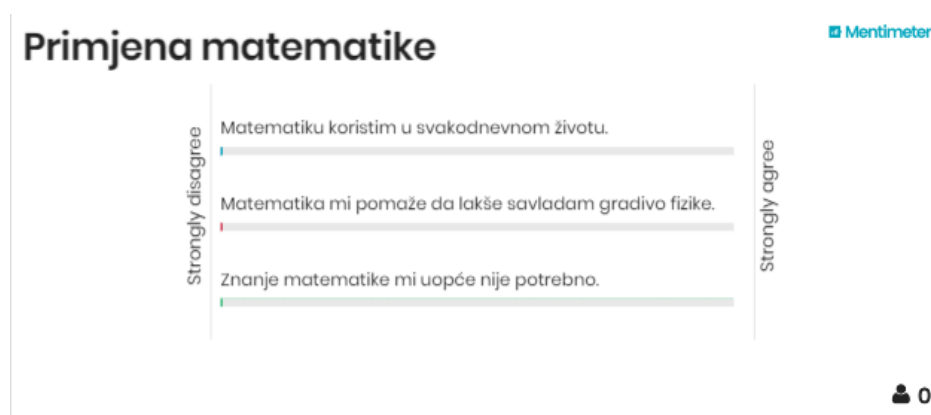 Primjena matematike
Mentimeter
Strongly disagree
Matematiku koristim u svakodnevnom životu.
Matematika mi pomaže da lakše savladam gradivo fizike.
Znanje matematike mi uopće nije potrebno.
Strongly agree
0